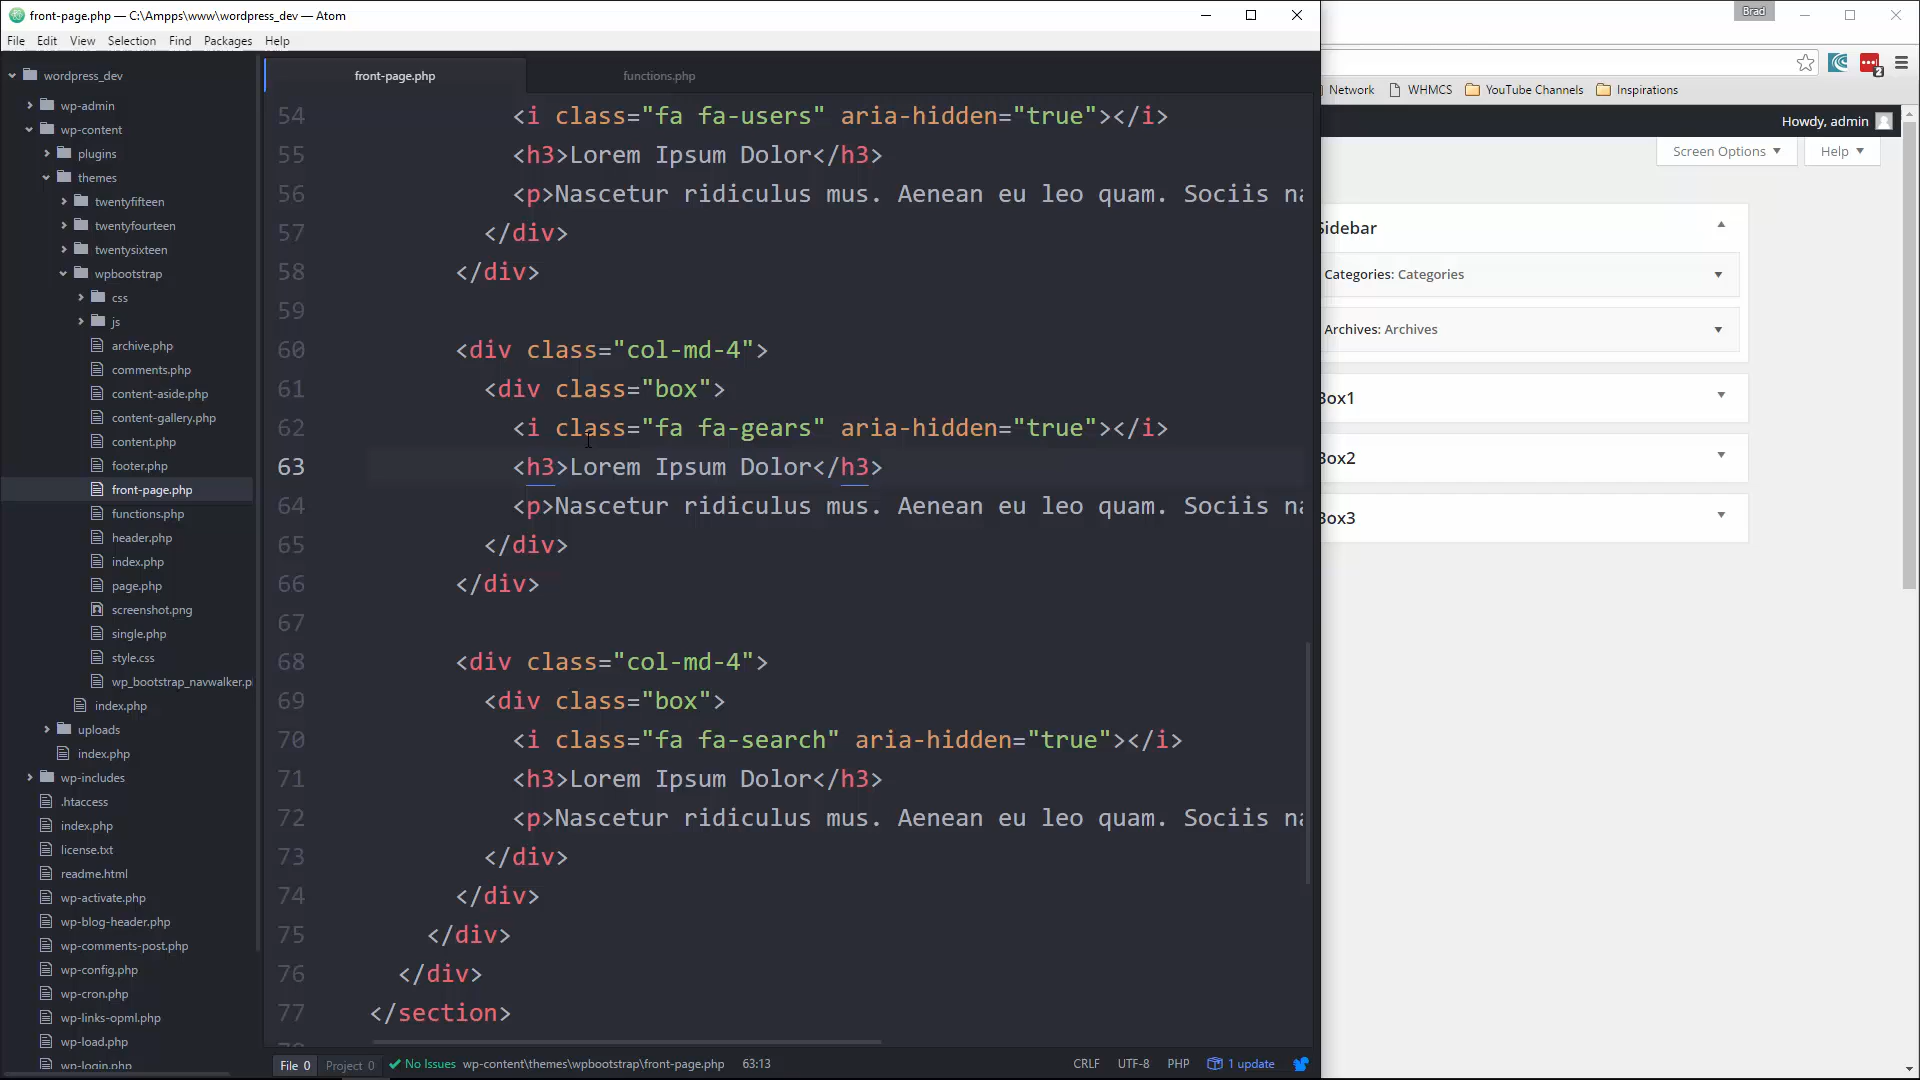 front-page.php — C:\Ampps\www\wordpress_dev — Atom
File Edit View Selection Find Packages Help
wordpress_dev
wp-admin
wp-content
plugins
themes
twentyfifteen
twentyfourteen
twentysixteen
wpbootstrap
css
js
archive.php
comments.php
content-aside.php
content-gallery.php
content.php
footer.php
front-page.php
functions.php
header.php
index.php
page.php
screenshot.png
single.php
style.css
wp_bootstrap_navwalker.p
index.php
uploads
index.php
wp-includes
.htaccess
index.php
license.txt
readme.html
wp-activate.php
wp-blog-header.php
wp-comments-post.php
wp-config.php
wp-cron.php
wp-links-opml.php
wp-load.php
wp-login.php
front-page.php functions.php
54 <i class="fa fa-users" aria-hidden="true"></i>
55 <h3>Lorem Ipsum Dolor</h3>
56 <p>Nascetur ridiculus mus. Aenean eu leo quam. Sociis na
57 </div>
58 </div>
59
60 <div class="col-md-4">
61 <div class="box">
62 <i class="fa fa-gears" aria-hidden="true"></i>
63 <h3>Lorem Ipsum Dolor</h3>
64 <p>Nascetur ridiculus mus. Aenean eu leo quam. Sociis na
65 </div>
66 </div>
67
68 <div class="col-md-4">
69 <div class="box">
70 <i class="fa fa-search" aria-hidden="true"></i>
71 <h3>Lorem Ipsum Dolor</h3>
72 <p>Nascetur ridiculus mus. Aenean eu leo quam. Sociis na
73 </div>
74 </div>
75 </div>
76 </div>
77 </section>
File 0 Project 0 No Issues wp-content\themes\wpbootstrap\front-page.php 63:13 CRLF UTF-8 PHP 1 update
Brad
2
Network WHMCS YouTube Channels Inspirations
Howdy, admin
Screen Options Help
Sidebar
Categories: Categories
Archives: Archives
Box1
Box2
Box3